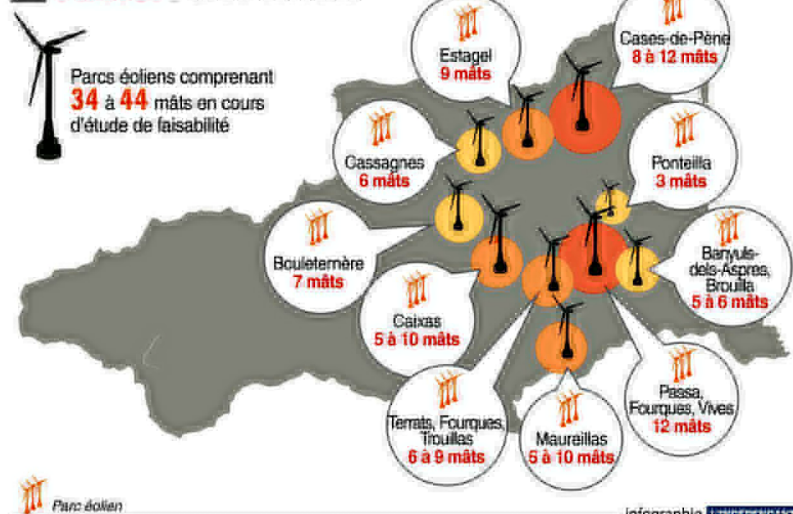 Parcs éoliens comprenant
34 à 44 mâts en cours
d'étude de faisabilité
Estagel
9 mâts
Cases-de-Pène
8 à 12 mâts
Cassagnes
6 mâts
Ponteilla
3 mâts
Bouleternère
7 mâts
Banyuls-
dels-Aspres,
Brouilla
5 à 6 mâts
Caixas
5 à 10 mâts
Terrats, Fourques,
Trouillas
6 à 9 mâts
Maureillas
5 à 10 mâts
Passa,
Fourques, Vives
12 mâts
Parc éolien
infographie